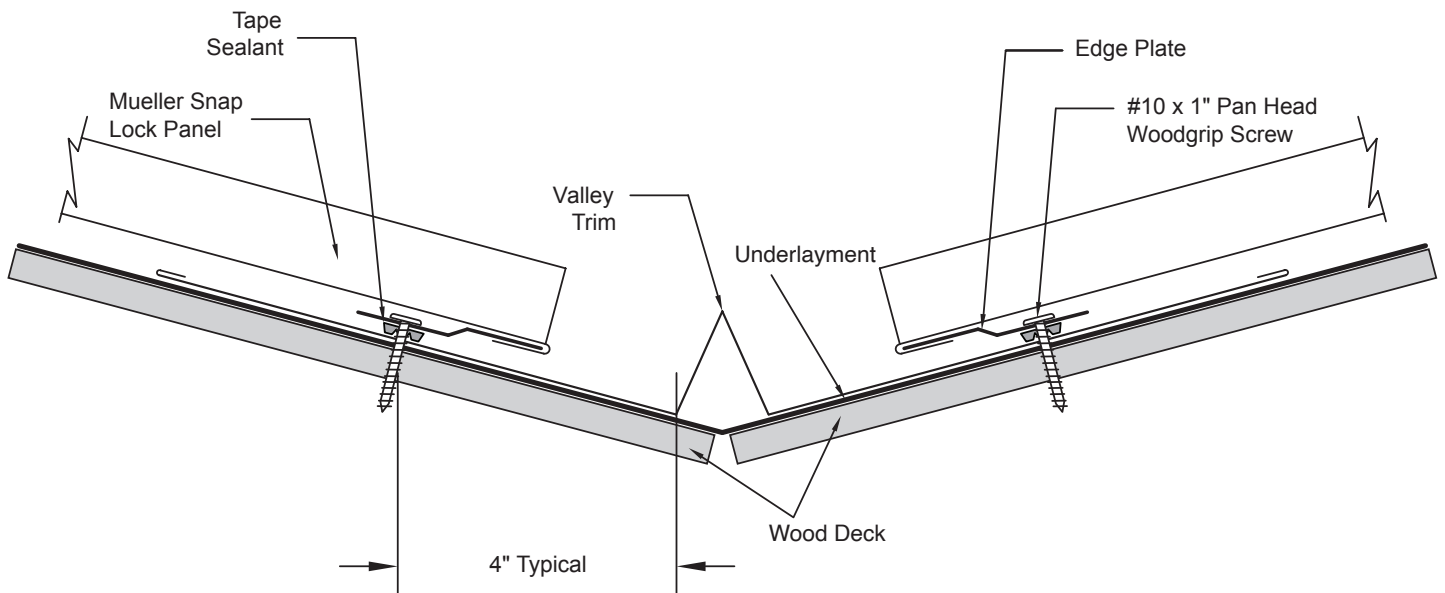 Tape
Sealant
Edge Plate
Mueller Snap
Lock Panel
#10 x 1" Pan Head
Woodgrip Screw
Valley
Trim
Underlayment
Wood Deck
4" Typical